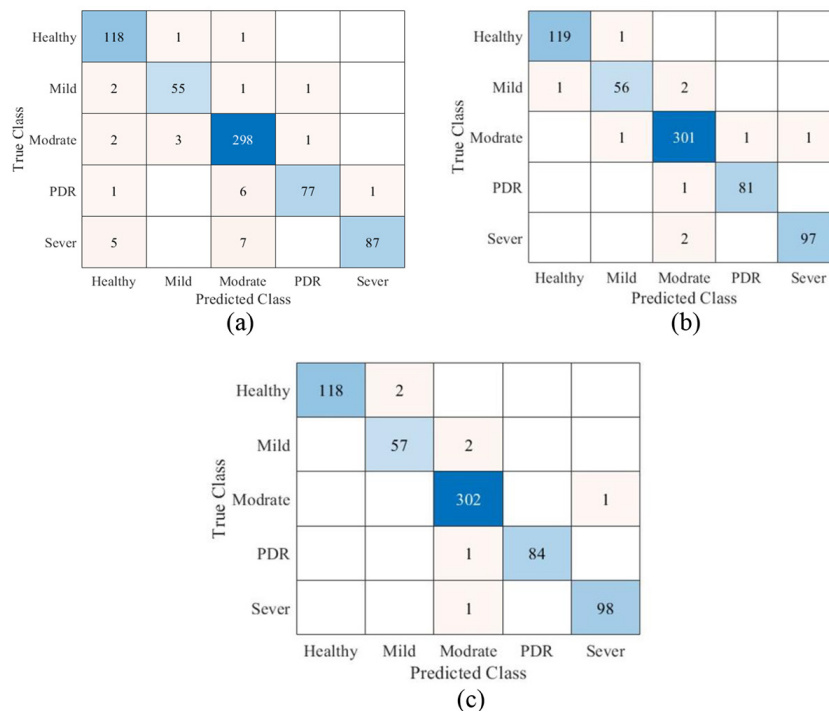 Healthy 118 1 1
Mild 2 55 1 1
Modrate 2 3 298 1
PDR 1 6 77 1
Sever 5 7 87
True Class
Healthy Mild Modrate PDR Sever
Predicted Class
(a)
Healthy 119 1
Mild 1 56 2
Modrate 1 301 1 1
PDR 1 81
Sever 2 97
True Class
Healthy Mild Modrate PDR Sever
Predicted Class
(b)
Healthy 118 2
Mild 57 2
Modrate 302 1
PDR 1 84
Sever 1 98
True Class
Healthy Mild Modrate PDR Sever
Predicted Class
(c)